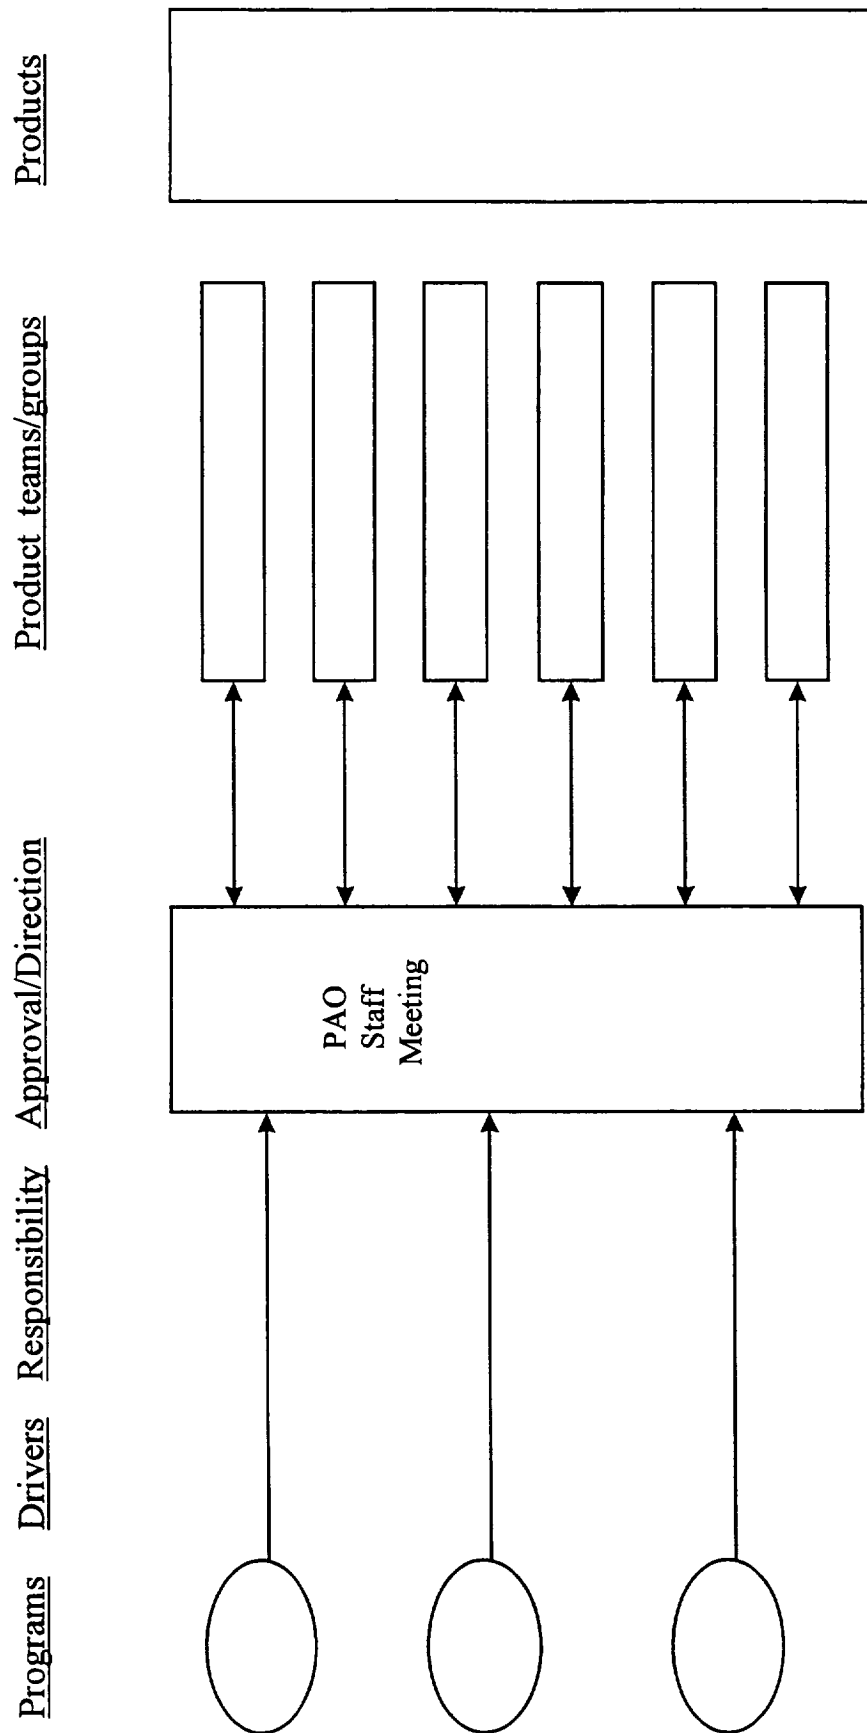 Programs Drivers Responsibility Approval/Direction Product teams/groups Products
PAO
Staff
Meeting